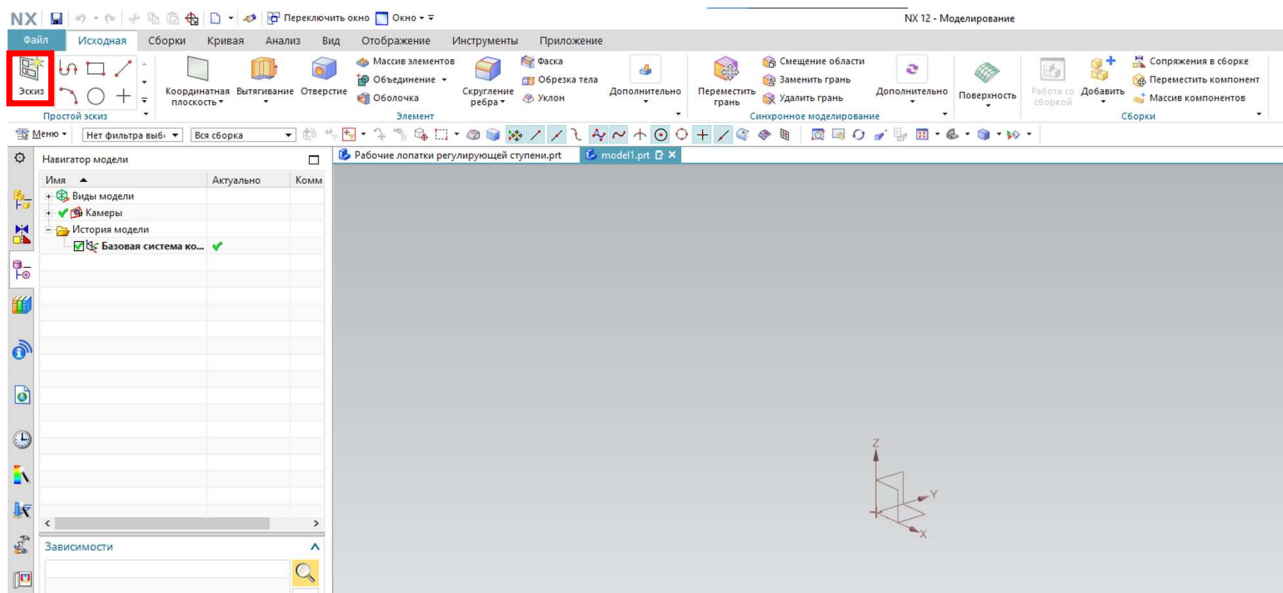 NX Переключить окно Окно NX 12 - Моделирование
Файл Исходная Сборки Кривая Анализ Вид Отображение Инструменты Приложение
Эскиз
Координатная плоскость
Вытягивание
Отверстие
Массив элементов
Объединение
Оболочка
Скругление ребра
Фаска
Обрезка тела
Уклон
Дополнительно
Переместить грань
Смещение области
Заменить грань
Удалить грань
Дополнительно
Поверхность
Работа со сборкой
Добавить
Сопряжения в сборке
Переместить компонент
Массив компонентов
Простой эскиз Элемент Синхронное моделирование Сборки
Меню Нет фильтра выб Вся сборка
Навигатор модели
Рабочие лопатки регулирующей ступени.prt model1.prt
Имя Актуально Комм
Виды модели
Камеры
История модели
Базовая система ко...
Z
Y
X
Зависимости